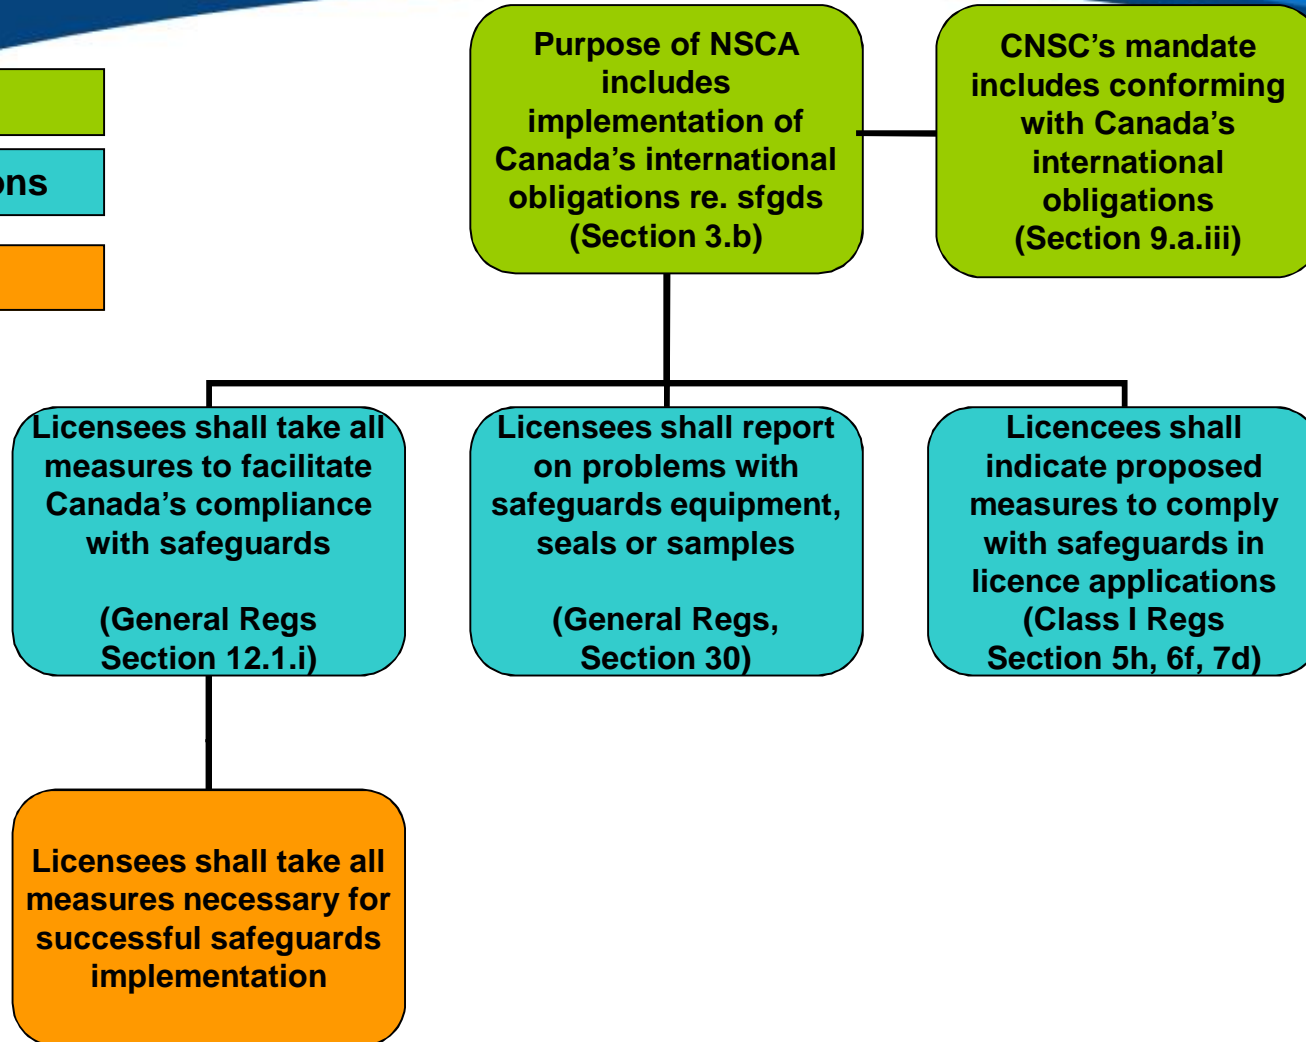 Purpose of NSCA
includes
implementation of
Canada's international
obligations re. sfgds
(Section 3.b)
CNSC's mandate
includes conforming
with Canada's
international
obligations
(Section 9.a.iii)
ons
Licensees shall take all
measures to facilitate
Canada's compliance
with safeguards
(General Regs
Section 12.1.i)
Licensees shall report
on problems with
safeguards equipment,
seals or samples
(General Regs,
Section 30)
Licencees shall
indicate proposed
measures to comply
with safeguards in
licence applications
(Class I Regs
Section 5h, 6f, 7d)
Licensees shall take all
measures necessary for
successful safeguards
implementation